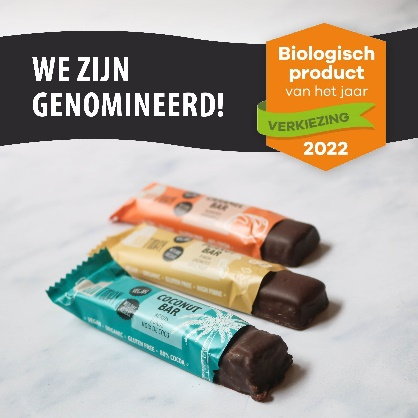 WE ZIJN
GENOMINEERD!
Biologisch
product
van het jaar
VERKIEZING
2022
BAR
BAR
COCONUT
BAR
VEGAN - ORGANIC - GLUTEN FREE - 60% COCOA